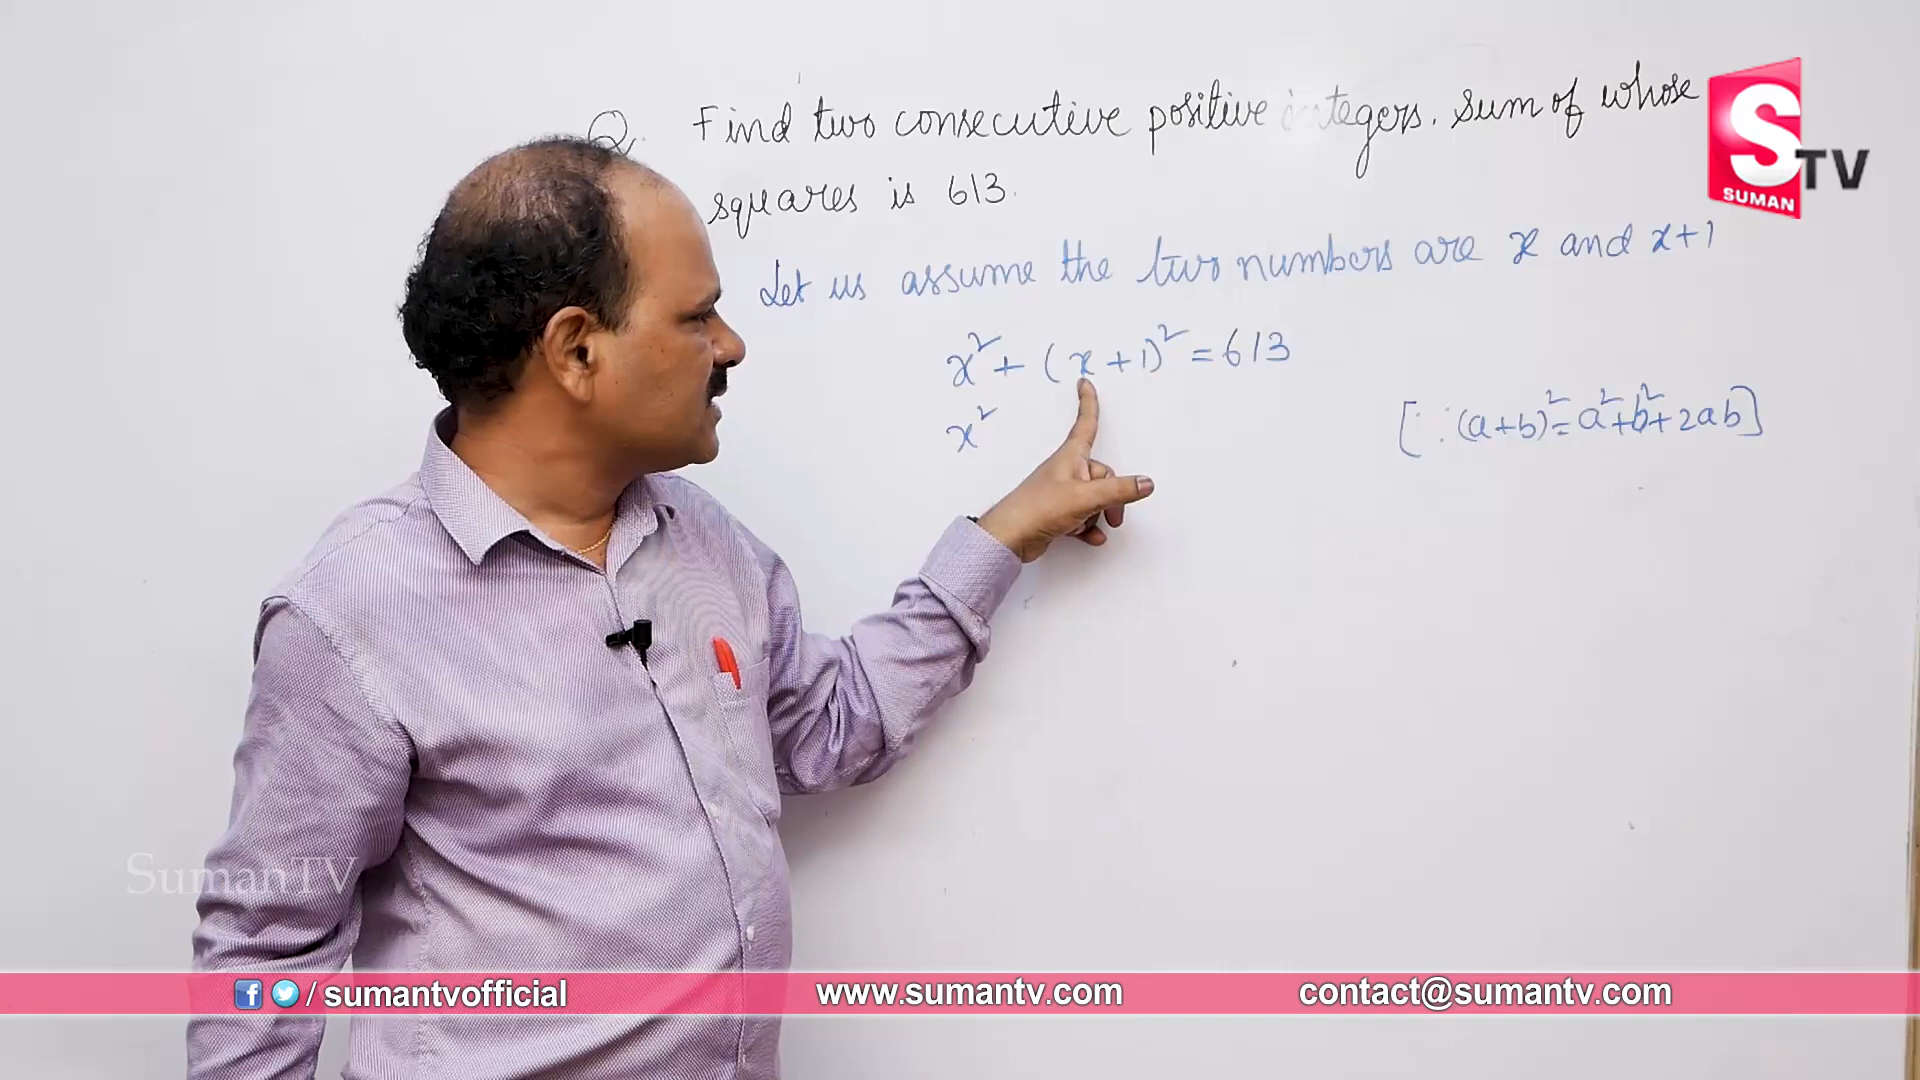 Q. Find two consecutive positive integers. Sum of whose
squares is 613.
Let us assume the two numbers are x and x+1
x² + (x+1)² = 613
x²
[∵ (a+b)² = a²+b²+2ab]
S
TV
SUMAN
SumanTV
f / sumantvofficial
www.sumantv.com
contact@sumantv.com